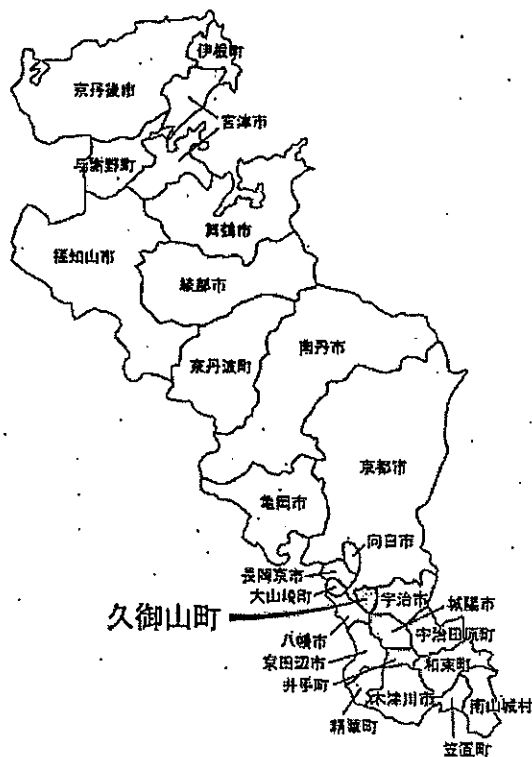 伊根町
京丹後市
宮津市
与謝野町
舞鶴市
福知山市
綾部市
南丹市
京丹波町
京都市
亀岡市
向日市
長岡京市
大山崎町
宇治市
城陽市
久御山町
八幡市
宇治田原町
京田辺市
和束町
井手町
木津川市
南山城村
精華町
笠置町